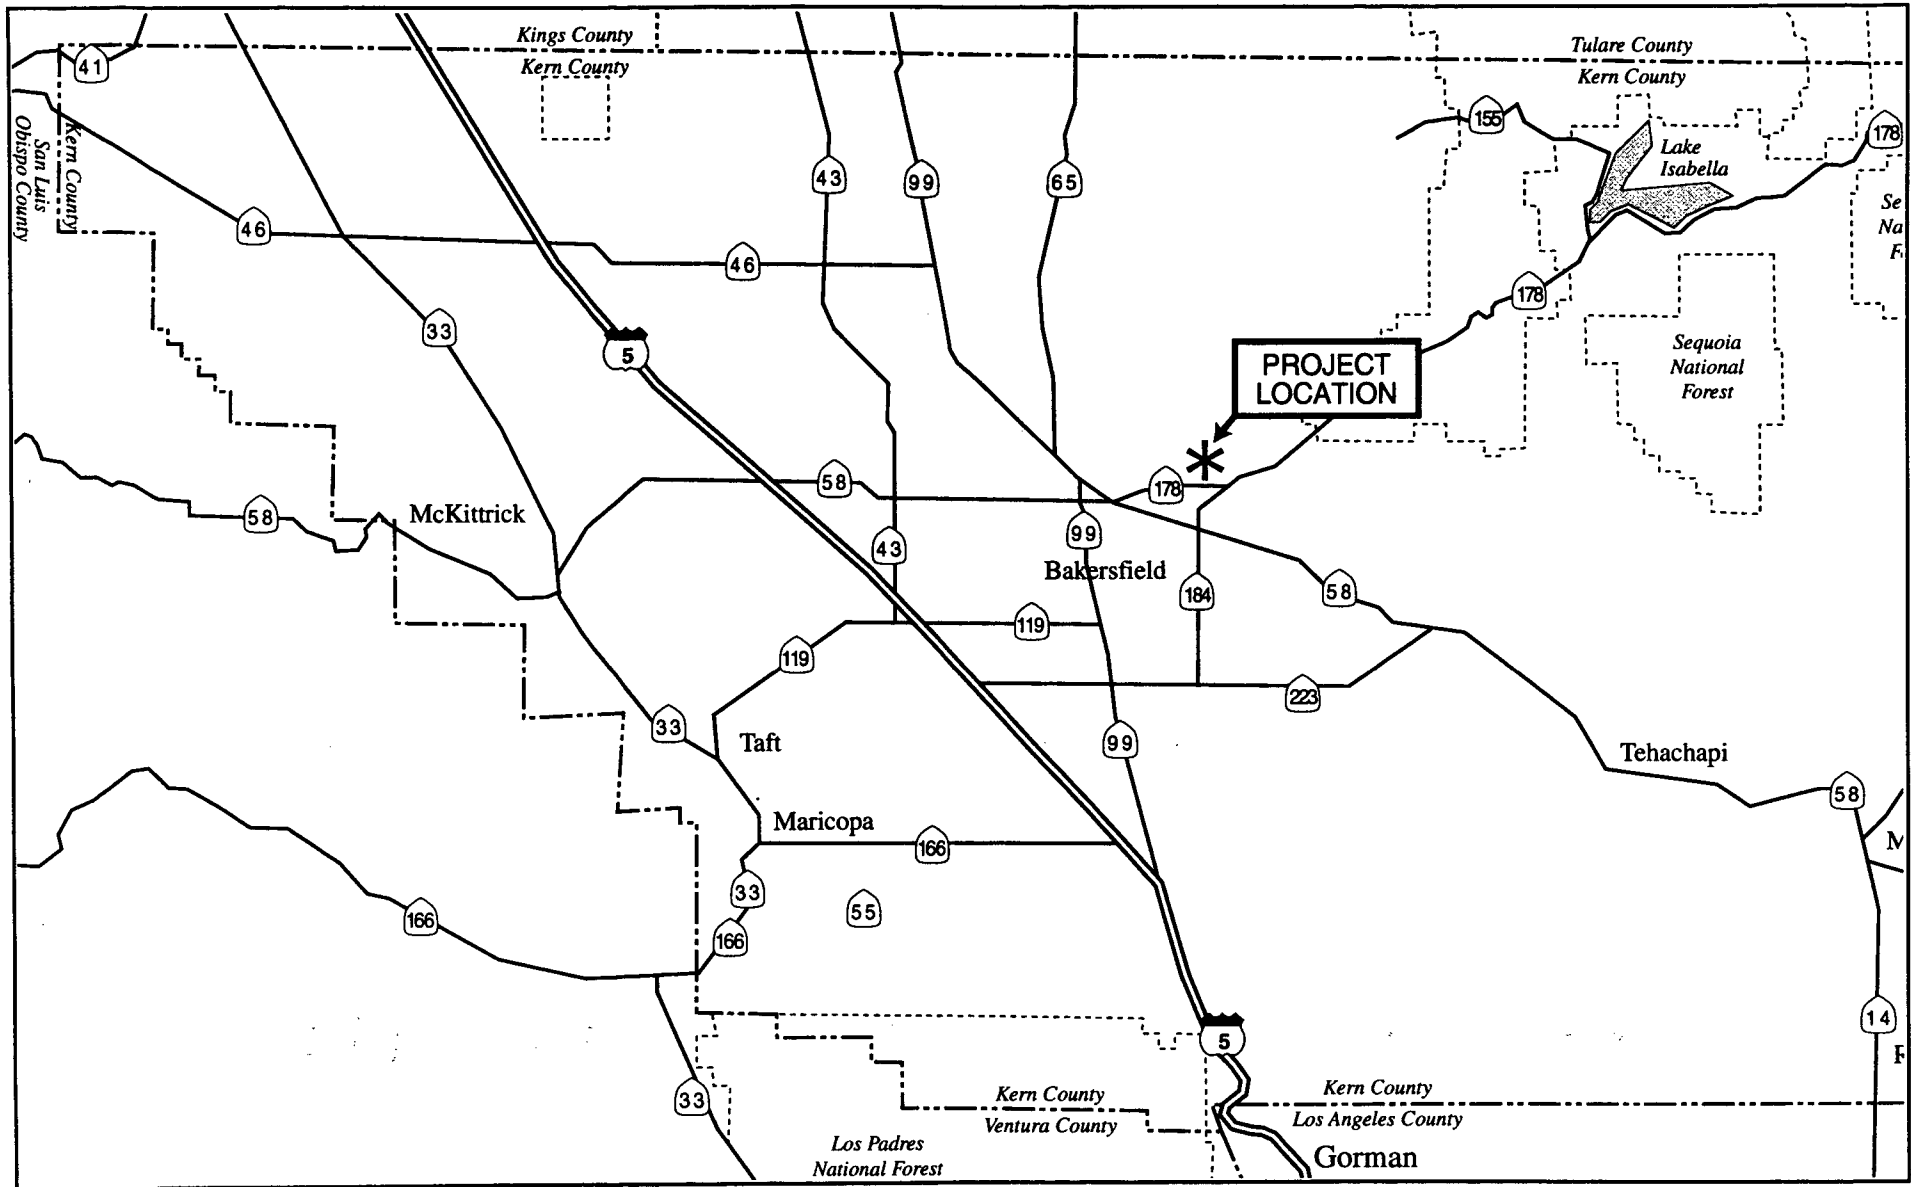 Kings County
Kern County
Tulare County
Kern County
41
155
178
Lake
Isabella
Kern County
San Luis
Obispo County
43
99
65
Se
Na
F
46
46
178
33
5
Sequoia
National
Forest
PROJECT
LOCATION
58
178
58
McKittrick
99
43
Bakersfield
184
58
119
119
223
33
Taft
99
Tehachapi
58
Maricopa
166
M
33
55
166
166
14
5
F
33
Kern County
Ventura County
Kern County
Los Angeles County
Los Padres
National Forest
Gorman